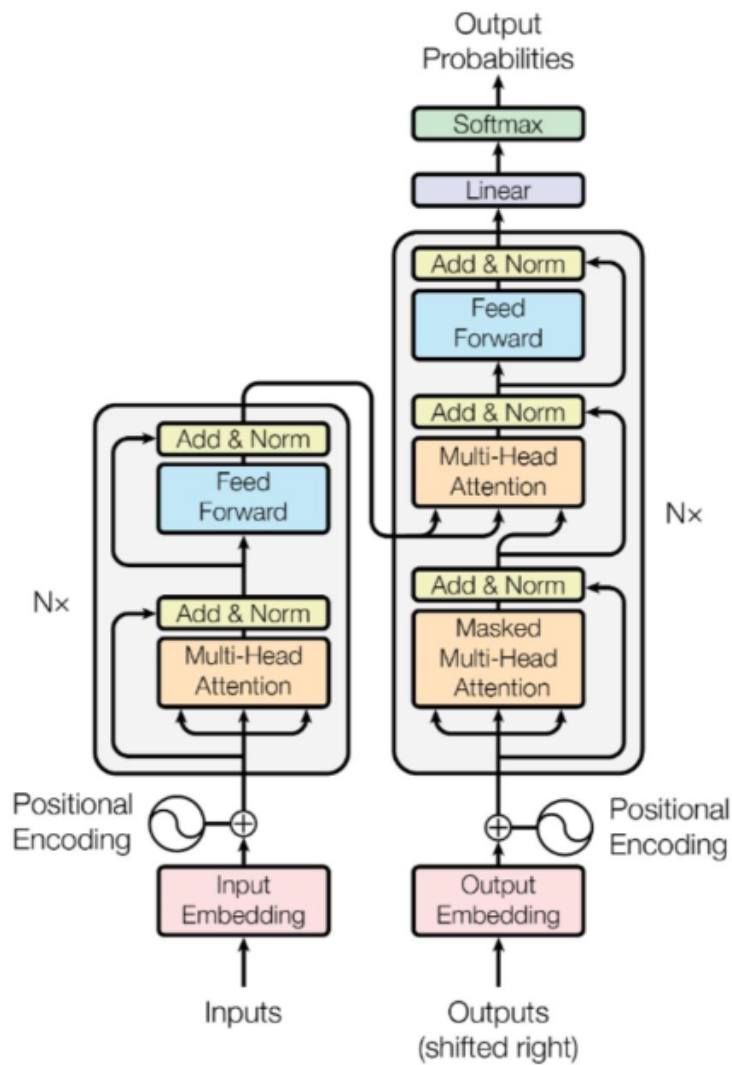 Output
Probabilities
Softmax
Linear
Add & Norm
Feed
Forward
Add & Norm
Multi-Head
Attention
N×
Add & Norm
Masked
Multi-Head
Attention
Add & Norm
Feed
Forward
N×
Add & Norm
Multi-Head
Attention
Positional
Encoding
Positional
Encoding
Input
Embedding
Output
Embedding
Inputs
Outputs
(shifted right)